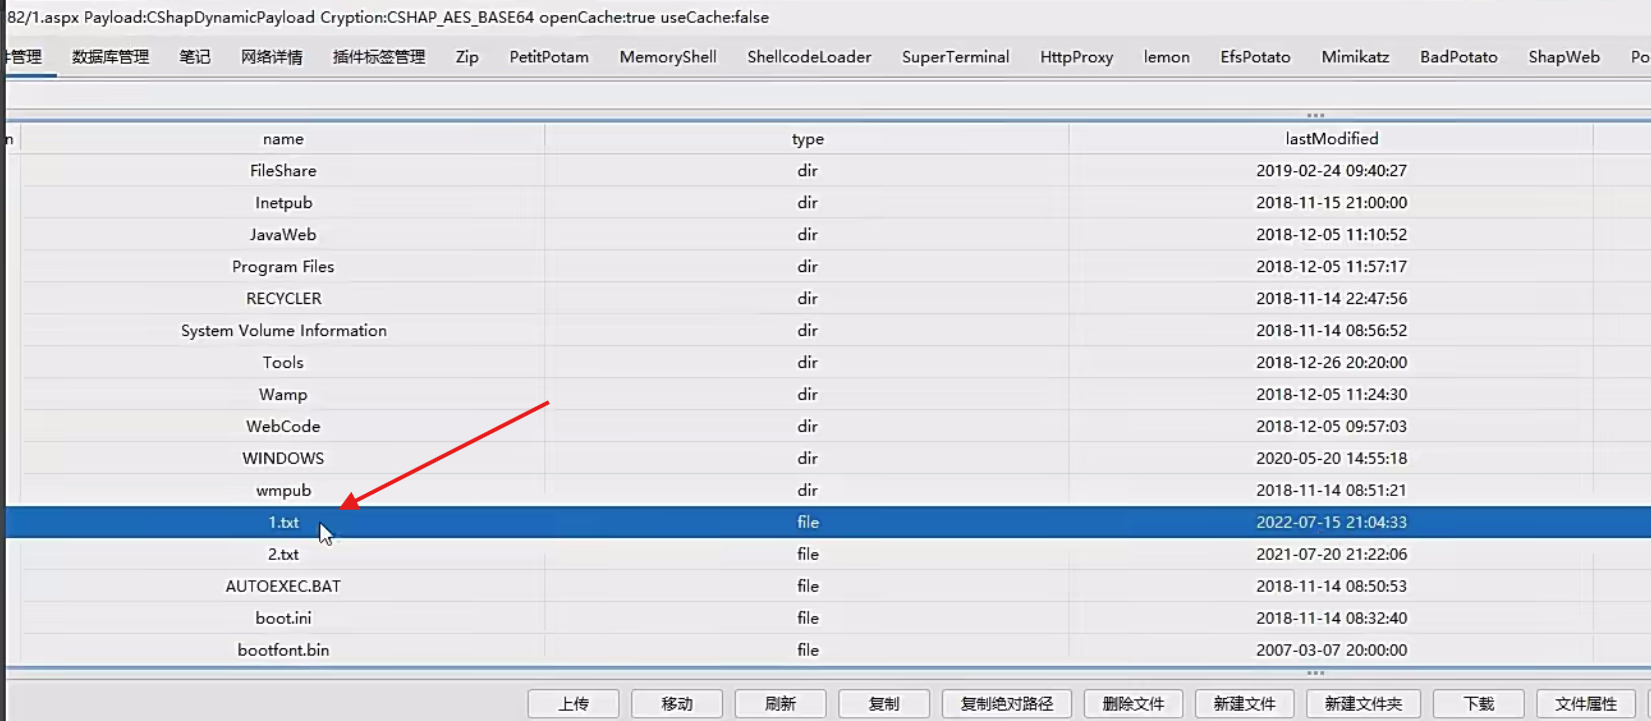 82/1.aspx Payload:CShapDynamicPayload Cryption:CSHAP_AES_BASE64 openCache:true useCache:false
管理 数据库管理 笔记 网络详情 插件标签管理 Zip PetitPotam MemoryShell ShellcodeLoader SuperTerminal HttpProxy lemon EfsPotato Mimikatz BadPotato ShapWeb Po
n name type lastModified
FileShare dir 2019-02-24 09:40:27
Inetpub dir 2018-11-15 21:00:00
JavaWeb dir 2018-12-05 11:10:52
Program Files dir 2018-12-05 11:57:17
RECYCLER dir 2018-11-14 22:47:56
System Volume Information dir 2018-11-14 08:56:52
Tools dir 2018-12-26 20:20:00
Wamp dir 2018-12-05 11:24:30
WebCode dir 2018-12-05 09:57:03
WINDOWS dir 2020-05-20 14:55:18
wmpub dir 2018-11-14 08:51:21
1.txt file 2022-07-15 21:04:33
2.txt file 2021-07-20 21:22:06
AUTOEXEC.BAT file 2018-11-14 08:50:53
boot.ini file 2018-11-14 08:32:40
bootfont.bin file 2007-03-07 20:00:00
上传 移动 刷新 复制 复制绝对路径 删除文件 新建文件 新建文件夹 下载 文件属性